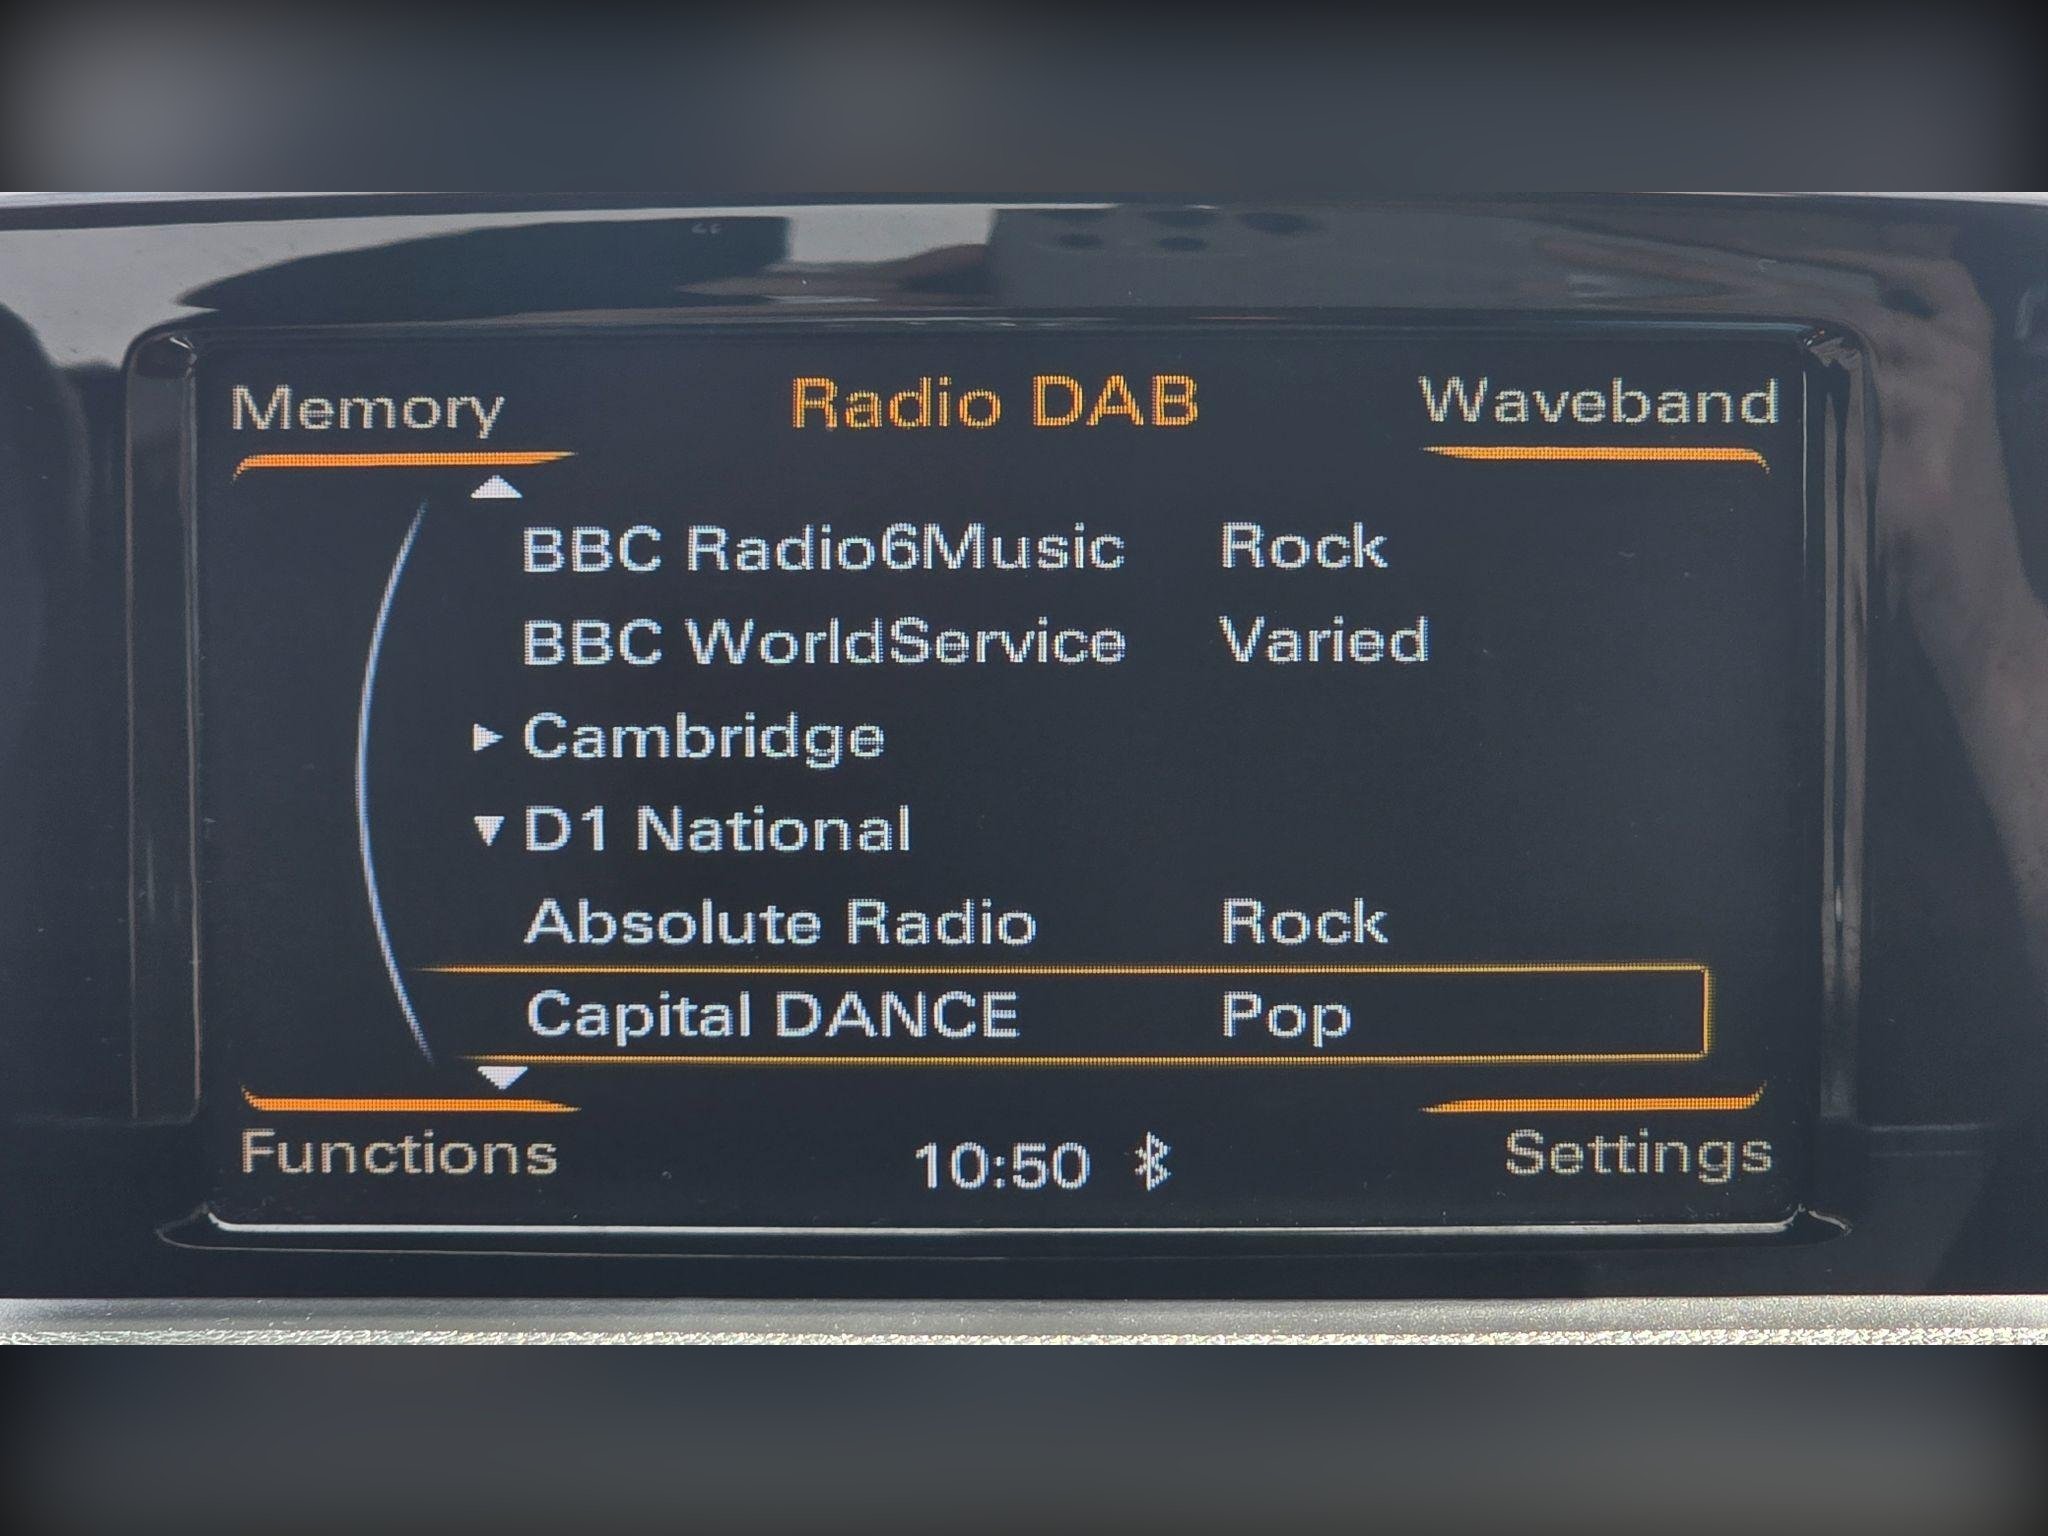 Memory Radio DAB Waveband
BBC Radio6Music Rock
BBC WorldService Varied
Cambridge
D1 National
Absolute Radio Rock
Capital DANCE Pop
Functions 10:50 Settings